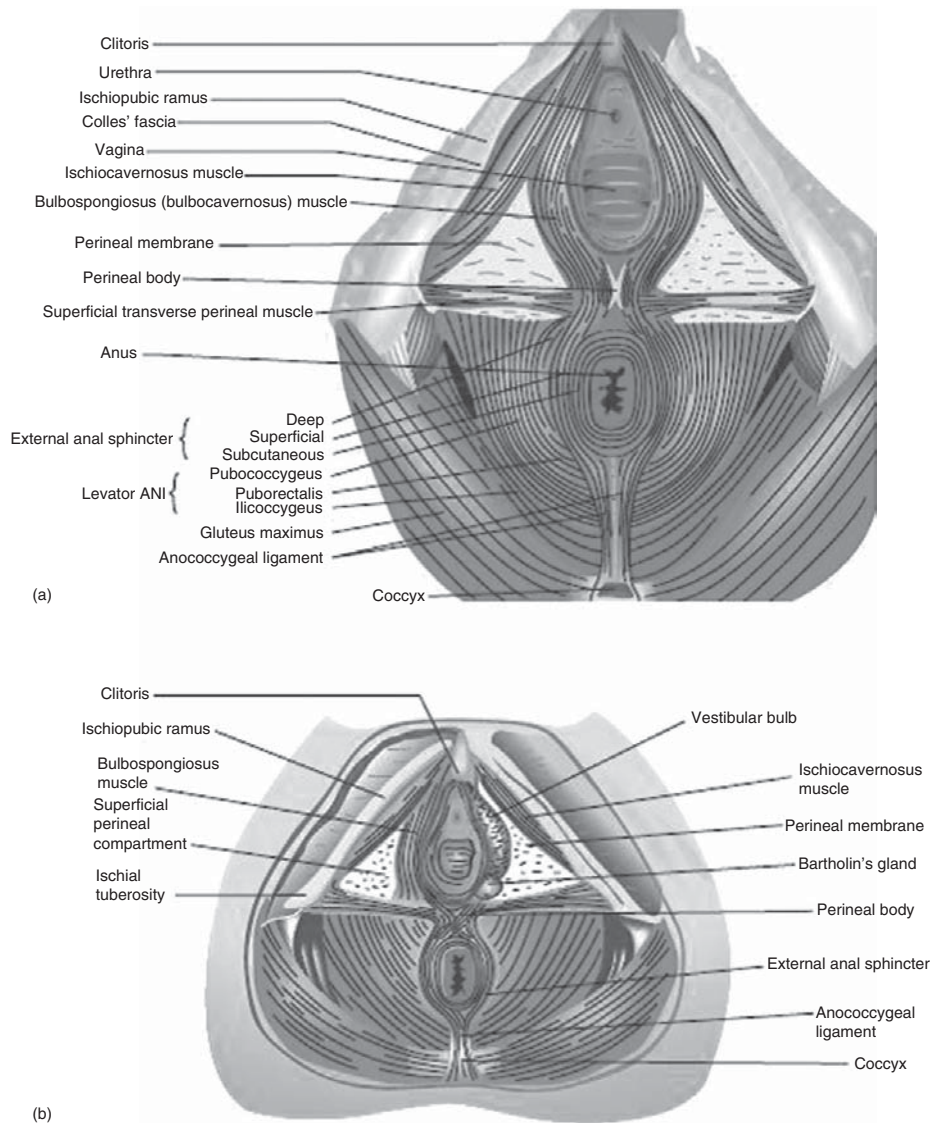 Clitoris
Urethra
Ischiopubic ramus
Colles' fascia
Vagina
Ischiocavernosus muscle
Bulbospongiosus (bulbocavernosus) muscle
Perineal membrane
Perineal body
Superficial transverse perineal muscle
Anus
External anal sphincter
Deep
Superficial
Subcutaneous
Levator ANI
Pubococcygeus
Puborectalis
Ilicoccygeus
Gluteus maximus
Anococcygeal ligament
Coccyx
(a)
Clitoris
Ischiopubic ramus
Bulbospongiosus
muscle
Superficial
perineal
compartment
Ischial
tuberosity
Vestibular bulb
Ischiocavernosus
muscle
Perineal membrane
Bartholin's gland
Perineal body
External anal sphincter
Anococcygeal
ligament
Coccyx
(b)